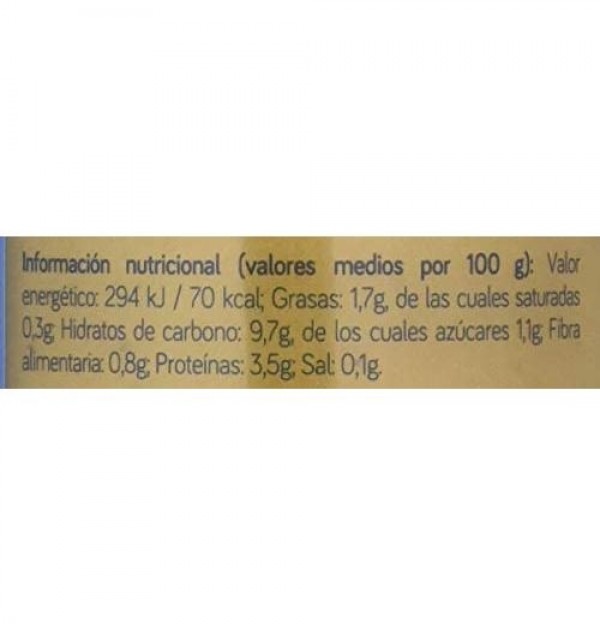 Información nutricional (valores medios por 100 g): Valor
energético: 294 kJ / 70 kcal; Grasas: 1,7g, de las cuales saturadas
0,3g; Hidratos de carbono: 9,7g, de los cuales azúcares 1,1g; Fibra
alimentaria: 0,8g; Proteínas: 3,5g; Sal: 0,1g.